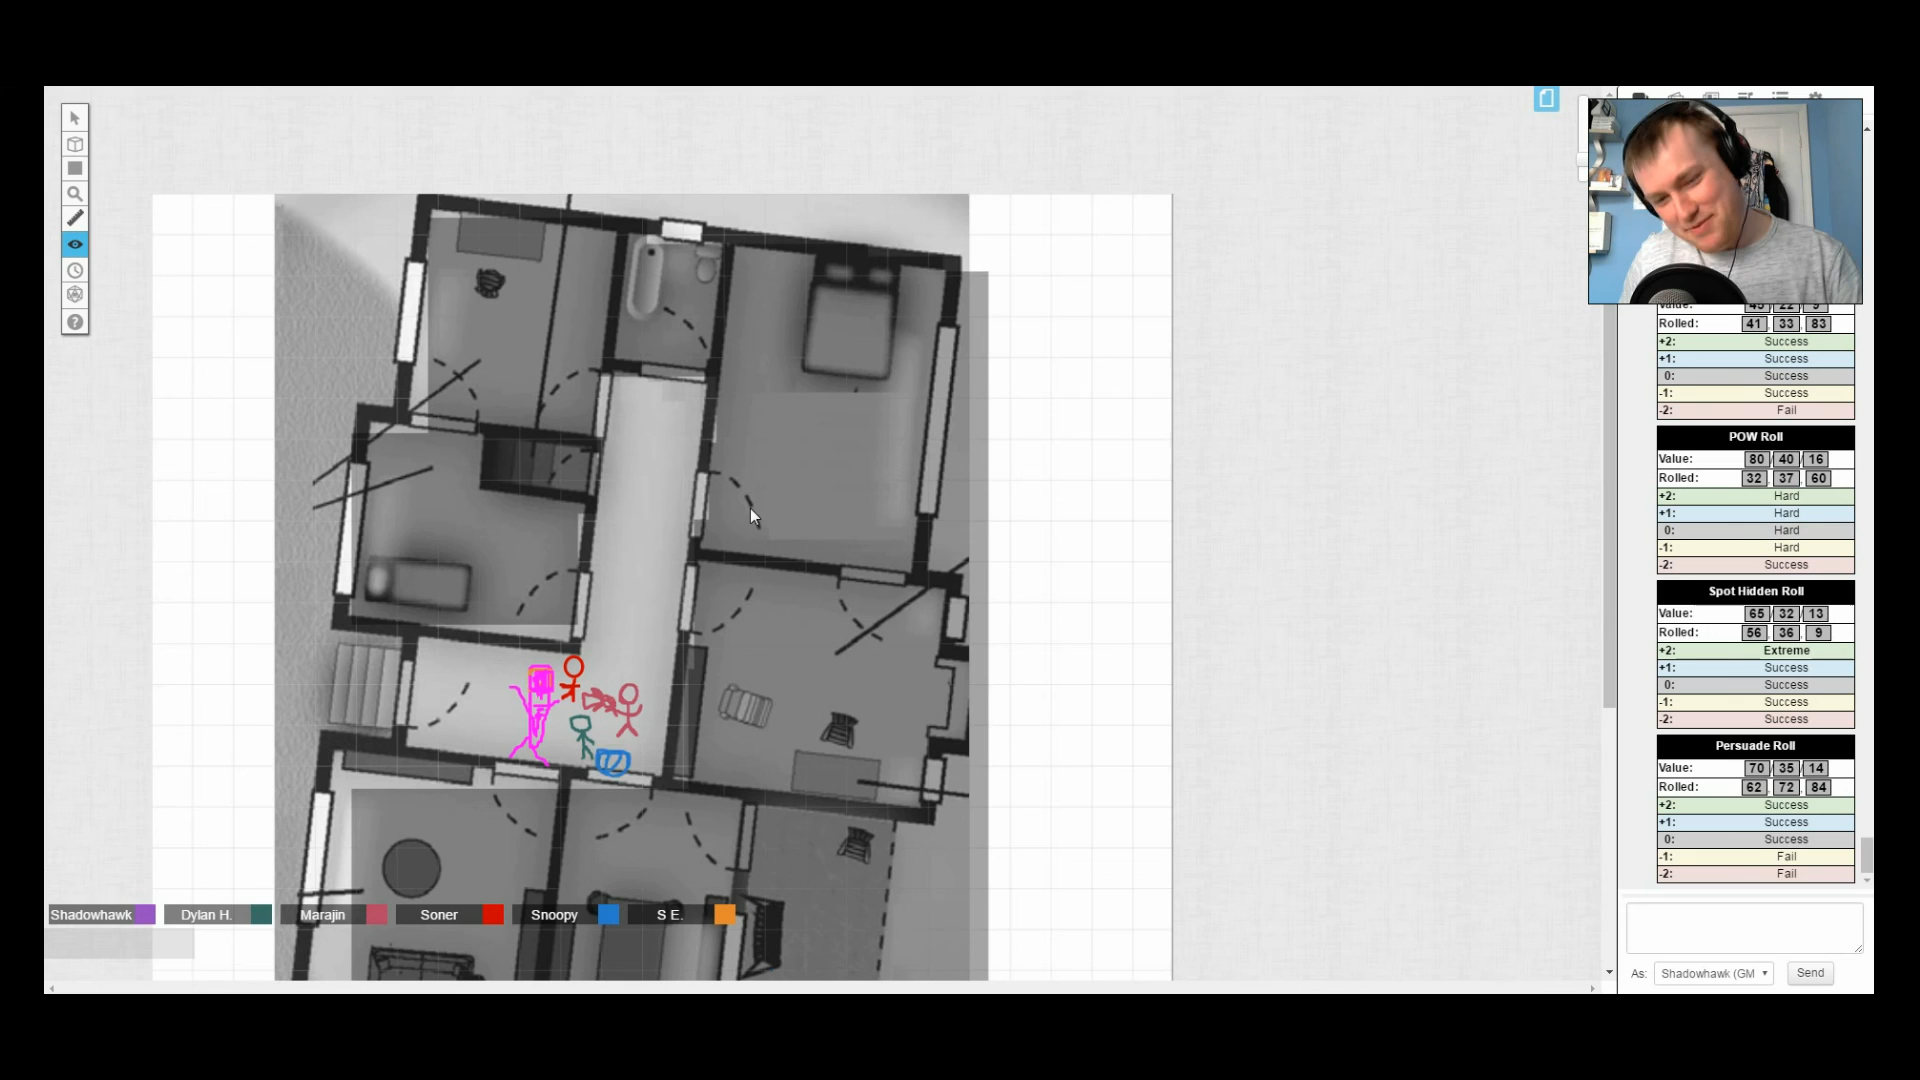 Rolled: 41 33 83
+2: Success
+1: Success
0: Success
-1: Success
-2: Fail
POW Roll
Value: 80 40 16
Rolled: 32 37 60
+2: Hard
+1: Hard
0: Hard
-1: Hard
-2: Success
Spot Hidden Roll
Value: 65 32 13
Rolled: 56 36 9
+2: Extreme
+1: Success
0: Success
-1: Success
-2: Success
Persuade Roll
Value: 70 35 14
Rolled: 62 72 84
+2: Success
+1: Success
0: Success
-1: Fail
-2: Fail
Shadowhawk Dylan H. Marajin Soner Snoopy S E.
As: Shadowhawk (GM Send